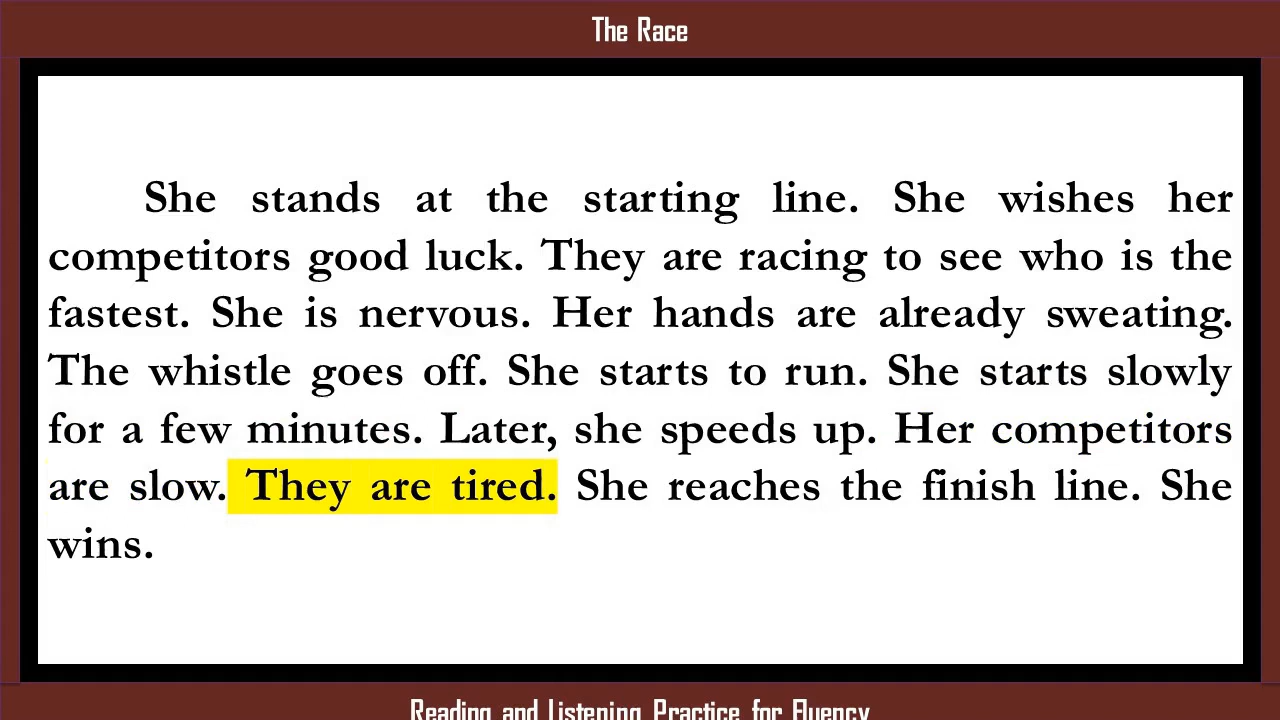 The Race
She stands at the starting line. She wishes her
competitors good luck. They are racing to see who is the
fastest. She is nervous. Her hands are already sweating.
The whistle goes off. She starts to run. She starts slowly
for a few minutes. Later, she speeds up. Her competitors
are slow. They are tired. She reaches the finish line. She
wins.
Reading and Listening Practice for Fluency